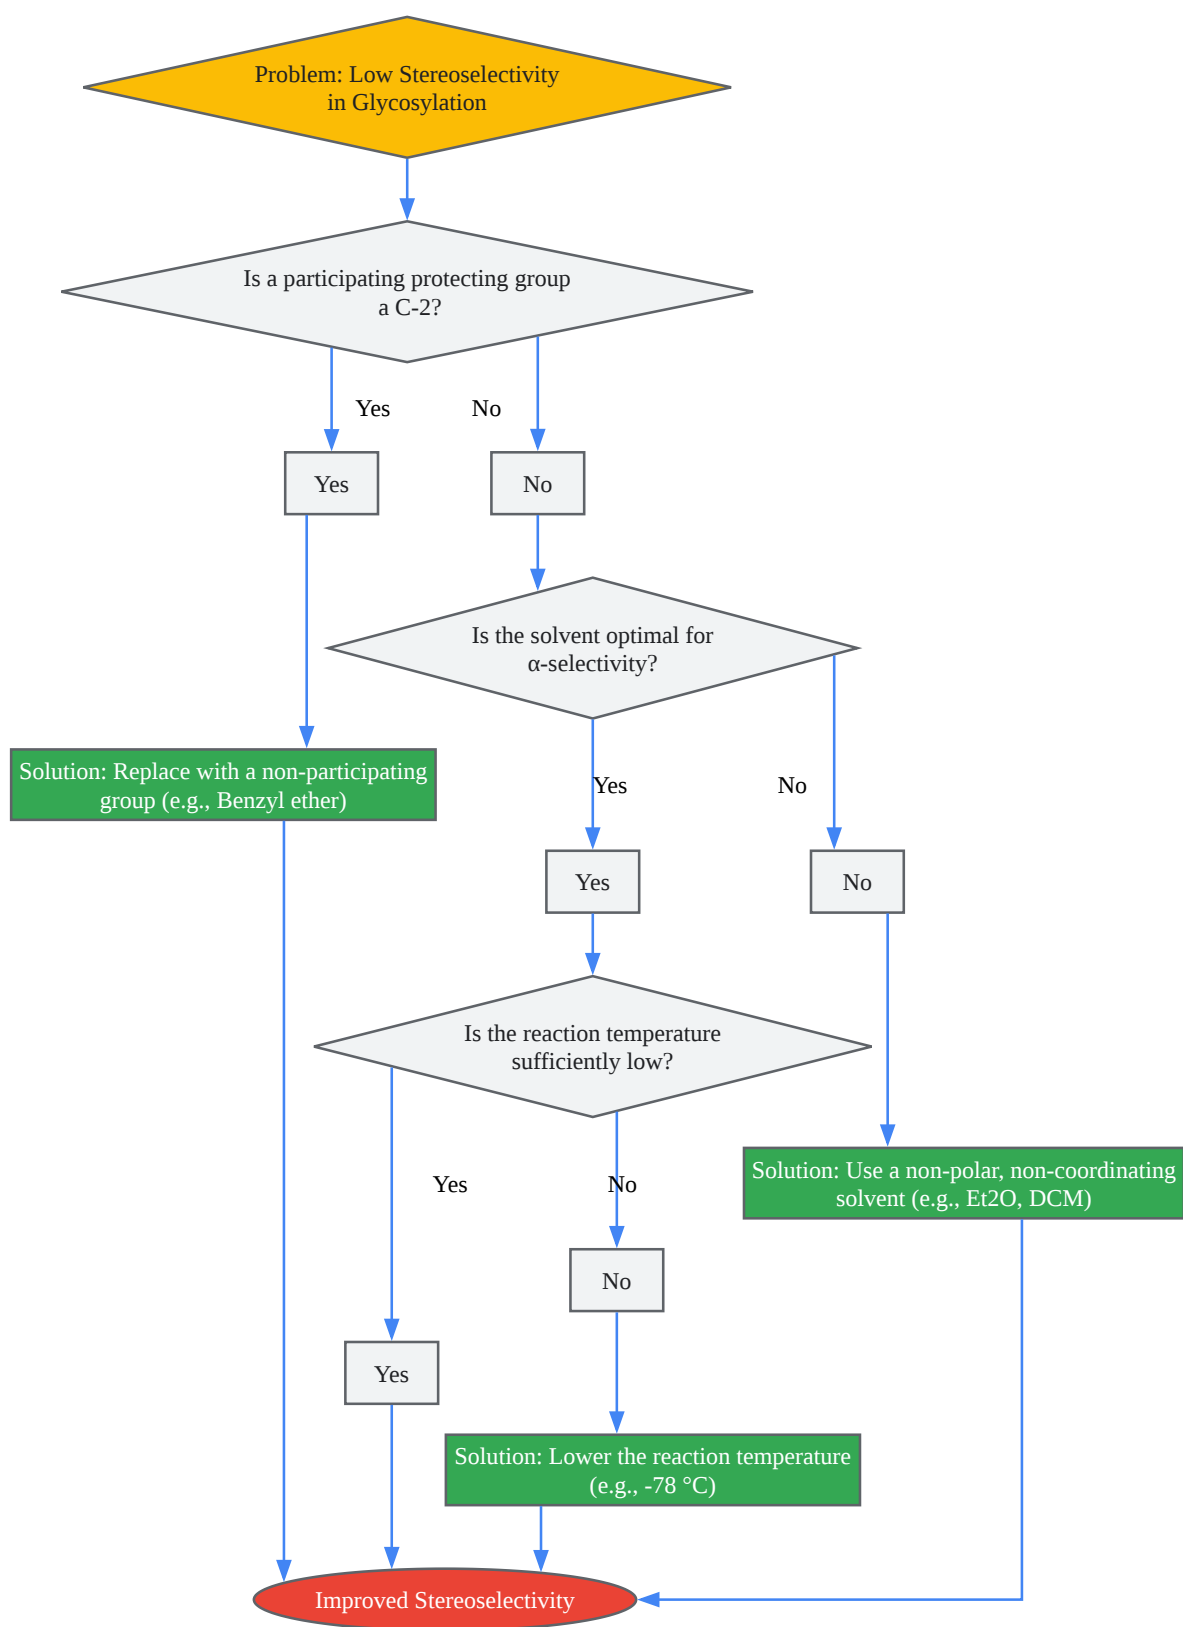 Problem: Low Stereoselectivity
in Glycosylation
Is a participating protecting group
a C-2?
Yes
No
Yes
No
Is the solvent optimal for
α-selectivity?
Solution: Replace with a non-participating
group (e.g., Benzyl ether)
Yes
No
Yes
No
Is the reaction temperature
sufficiently low?
Solution: Use a non-polar, non-coordinating
solvent (e.g., Et2O, DCM)
Yes
No
No
Yes
Solution: Lower the reaction temperature
(e.g., -78 °C)
Improved Stereoselectivity